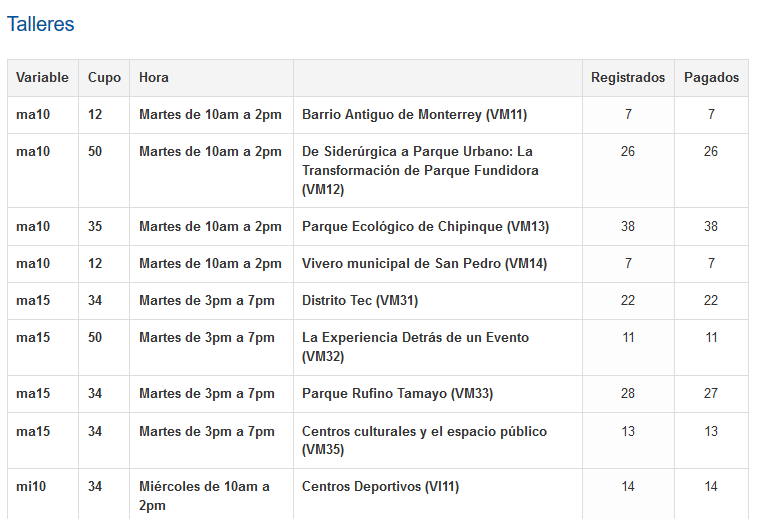 Talleres
Variable Cupo Hora Registrados Pagados
ma10 12 Martes de 10am a 2pm Barrio Antiguo de Monterrey (VM11) 7 7
ma10 50 Martes de 10am a 2pm De Siderúrgica a Parque Urbano: La 26 26
Transformación de Parque Fundidora
(VM12)
ma10 35 Martes de 10am a 2pm Parque Ecológico de Chipinque (VM13) 38 38
ma10 12 Martes de 10am a 2pm Vivero municipal de San Pedro (VM14) 7 7
ma15 34 Martes de 3pm a 7pm Distrito Tec (VM31) 22 22
ma15 50 Martes de 3pm a 7pm La Experiencia Detrás de un Evento 11 11
(VM32)
ma15 34 Martes de 3pm a 7pm Parque Rufino Tamayo (VM33) 28 27
ma15 34 Martes de 3pm a 7pm Centros culturales y el espacio público 13 13
(VM35)
mi10 34 Miércoles de 10am a Centros Deportivos (VI11) 14 14
2pm